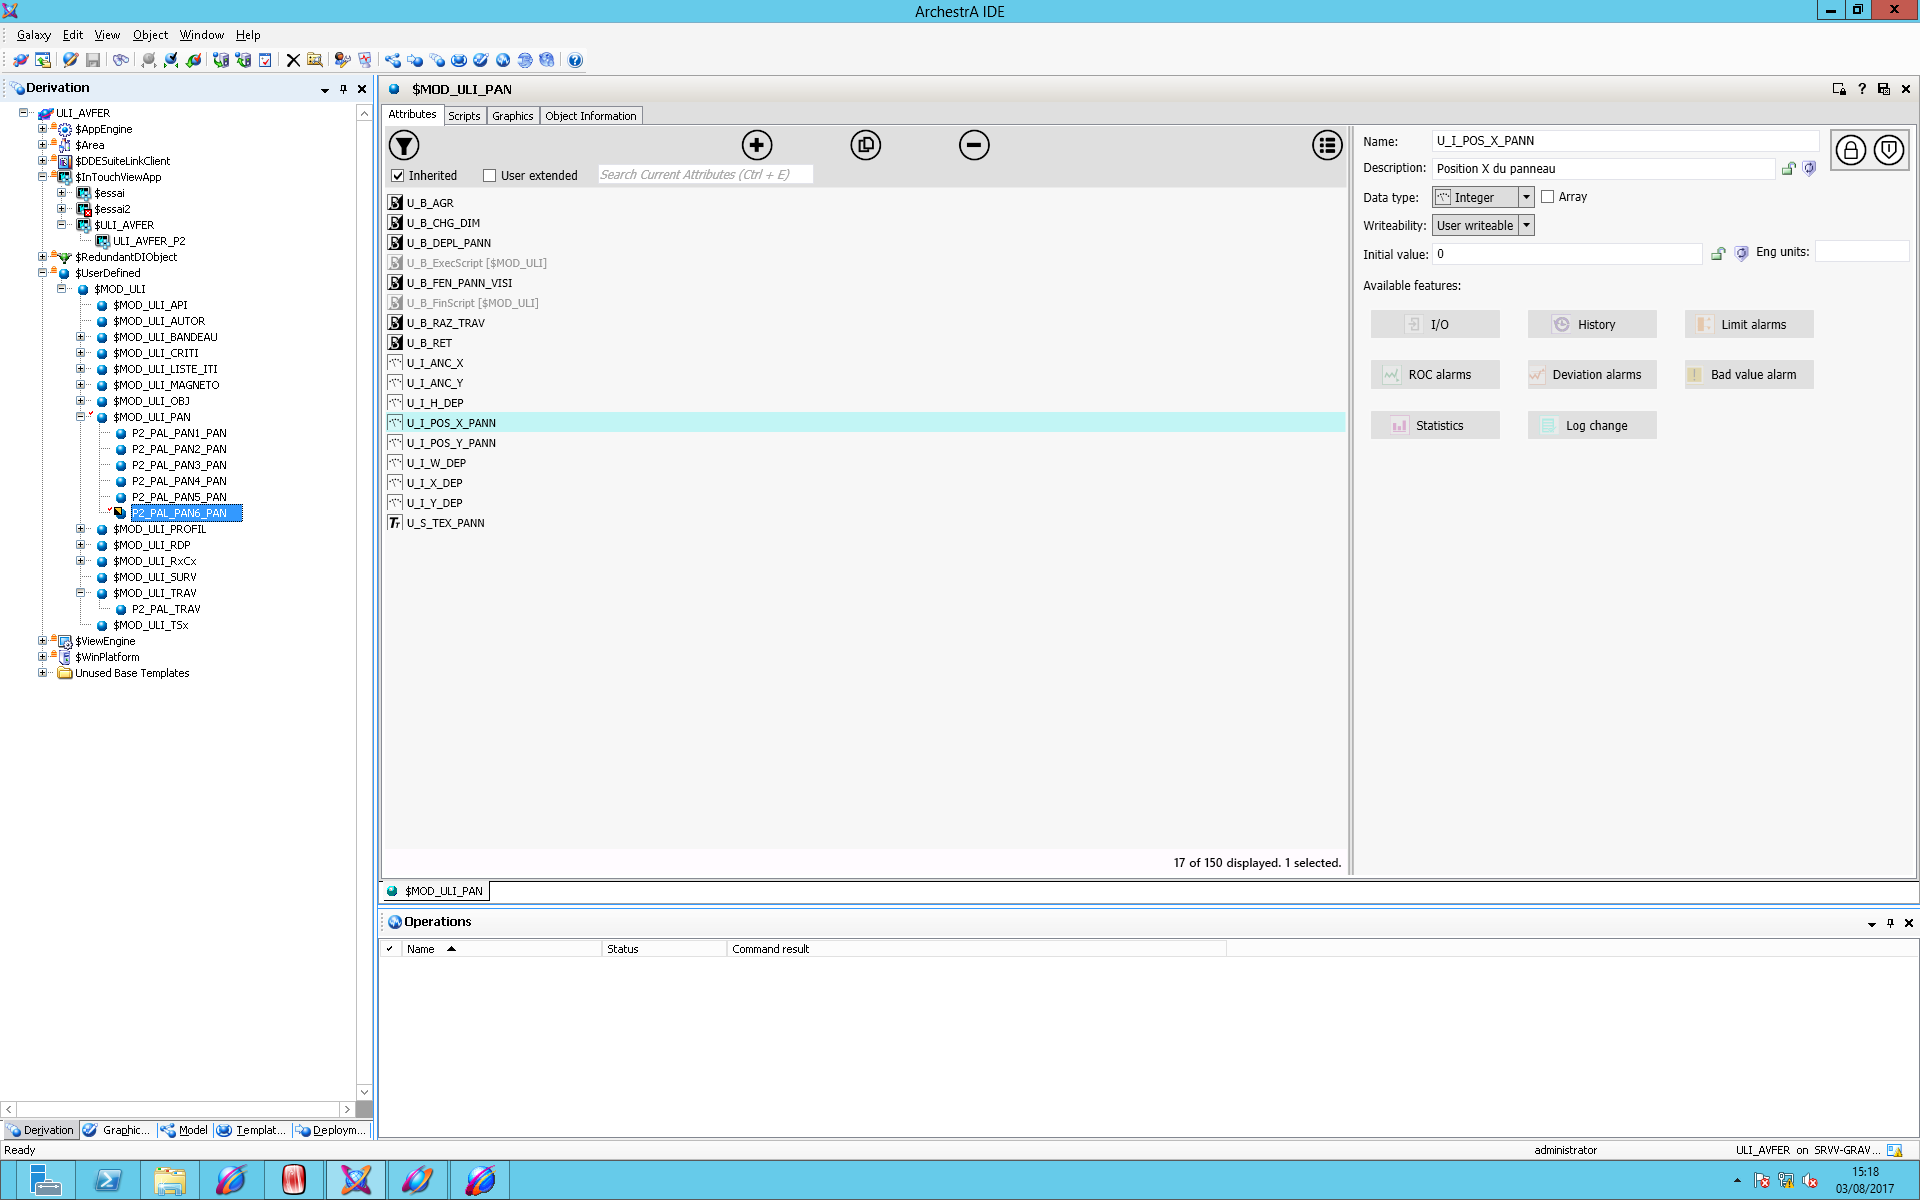 ArchestrA IDE
Galaxy Edit View Object Window Help
Derivation
ULI_AVFER
$AppEngine
$Area
$DDESuiteLinkClient
$InTouchViewApp
$essai
$essai2
$ULI_AVFER
ULI_AVFER_P2
$RedundantDIObject
$UserDefined
$MOD_ULI
$MOD_ULI_API
$MOD_ULI_AUTOR
$MOD_ULI_BANDEAU
$MOD_ULI_CRITI
$MOD_ULI_LISTE_ITI
$MOD_ULI_MAGNETO
$MOD_ULI_OBJ
$MOD_ULI_PAN
P2_PAL_PAN1_PAN
P2_PAL_PAN2_PAN
P2_PAL_PAN3_PAN
P2_PAL_PAN4_PAN
P2_PAL_PAN5_PAN
P2_PAL_PAN6_PAN
$MOD_ULI_PROFIL
$MOD_ULI_RDP
$MOD_ULI_RxCx
$MOD_ULI_SURV
$MOD_ULI_TRAV
P2_PAL_TRAV
$MOD_ULI_TSx
$ViewEngine
$WinPlatform
Unused Base Templates
Derivation Graphic... Model Templat... Deploym...
$MOD_ULI_PAN
Attributes Scripts Graphics Object Information
Inherited User extended Search Current Attributes (Ctrl + E)
U_B_AGR
U_B_CHG_DIM
U_B_DEPL_PANN
U_B_ExecScript [$MOD_ULI]
U_B_FEN_PANN_VISI
U_B_FinScript [$MOD_ULI]
U_B_RAZ_TRAV
U_B_RET
U_I_ANC_X
U_I_ANC_Y
U_I_H_DEP
U_I_POS_X_PANN
U_I_POS_Y_PANN
U_I_W_DEP
U_I_X_DEP
U_I_Y_DEP
U_S_TEX_PANN
17 of 150 displayed. 1 selected.
Name: U_I_POS_X_PANN
Description: Position X du panneau
Data type: Integer Array
Writeability: User writeable
Initial value: 0 Eng units:
Available features:
I/O History Limit alarms
ROC alarms Deviation alarms Bad value alarm
Statistics Log change
$MOD_ULI_PAN
Operations
Name Status Command result
Ready administrator ULI_AVFER on SRVV-GRAV...
15:18
03/08/2017